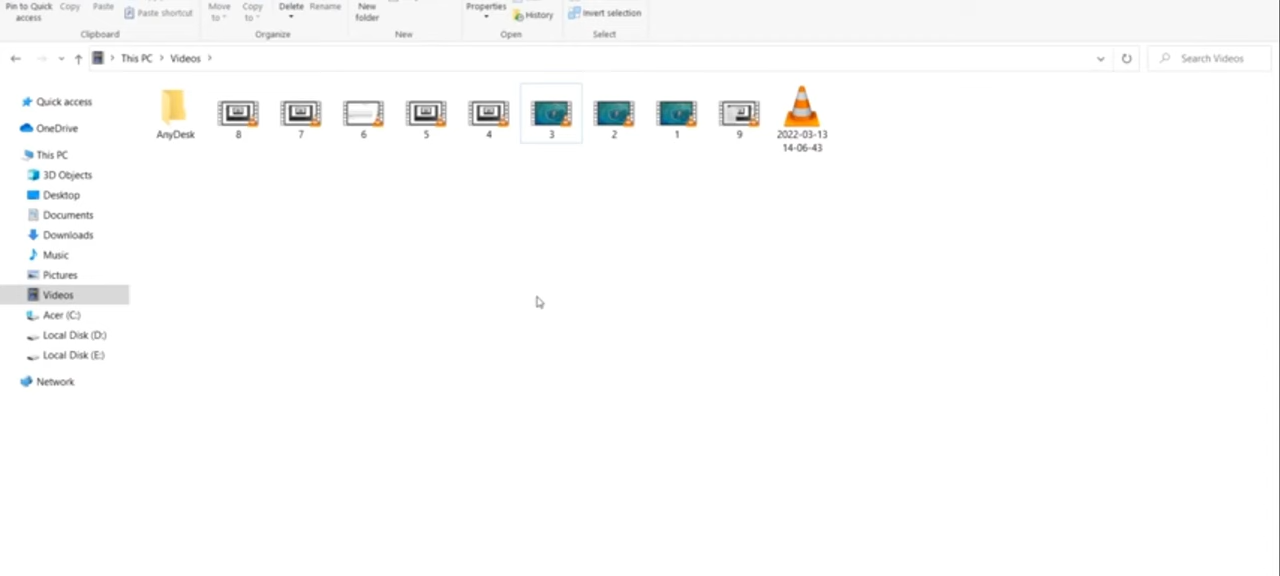 Pin to Quick access
Copy
Paste
Paste shortcut
Clipboard
Move to
Copy to
Delete
Rename
Organize
New folder
New
Properties
History
Open
Invert selection
Select
This PC
Videos
Search Videos
Quick access
OneDrive
This PC
3D Objects
Desktop
Documents
Downloads
Music
Pictures
Videos
Acer (C:)
Local Disk (D:)
Local Disk (E:)
Network
AnyDesk
8
7
6
5
4
3
2
1
9
2022-03-13
14-06-43